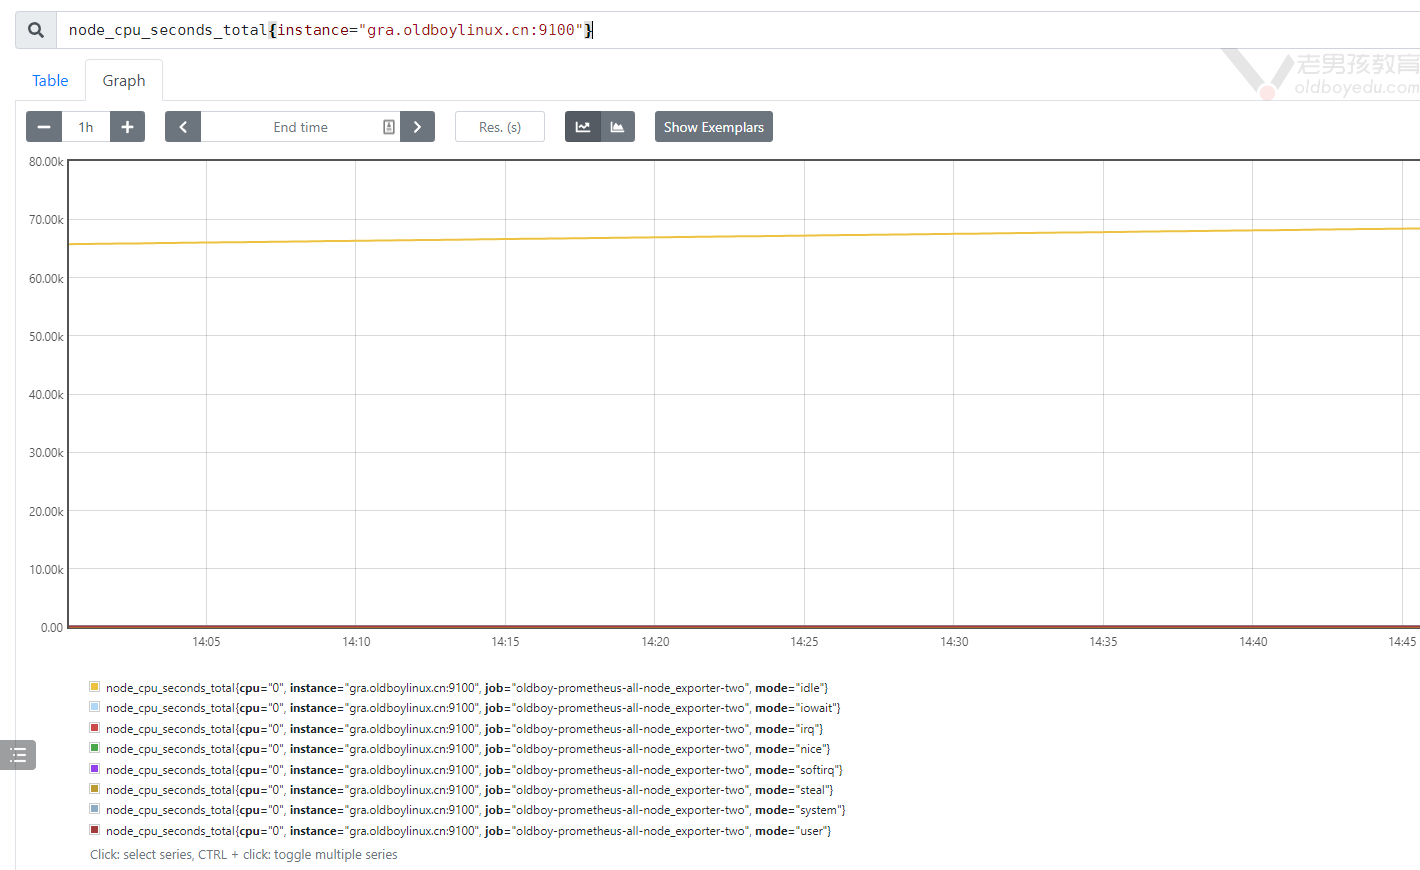 node_cpu_seconds_total{instance="gra.oldboylinux.cn:9100"}
老男孩教育
oldboyedu.com
Table Graph
1h End time Res. (s) Show Exemplars
80.00k
70.00k
60.00k
50.00k
40.00k
30.00k
20.00k
10.00k
0.00
14:05 14:10 14:15 14:20 14:25 14:30 14:35 14:40 14:45
node_cpu_seconds_total{cpu="0", instance="gra.oldboylinux.cn:9100", job="oldboy-prometheus-all-node_exporter-two", mode="idle"}
node_cpu_seconds_total{cpu="0", instance="gra.oldboylinux.cn:9100", job="oldboy-prometheus-all-node_exporter-two", mode="iowait"}
node_cpu_seconds_total{cpu="0", instance="gra.oldboylinux.cn:9100", job="oldboy-prometheus-all-node_exporter-two", mode="irq"}
node_cpu_seconds_total{cpu="0", instance="gra.oldboylinux.cn:9100", job="oldboy-prometheus-all-node_exporter-two", mode="nice"}
node_cpu_seconds_total{cpu="0", instance="gra.oldboylinux.cn:9100", job="oldboy-prometheus-all-node_exporter-two", mode="softirq"}
node_cpu_seconds_total{cpu="0", instance="gra.oldboylinux.cn:9100", job="oldboy-prometheus-all-node_exporter-two", mode="steal"}
node_cpu_seconds_total{cpu="0", instance="gra.oldboylinux.cn:9100", job="oldboy-prometheus-all-node_exporter-two", mode="system"}
node_cpu_seconds_total{cpu="0", instance="gra.oldboylinux.cn:9100", job="oldboy-prometheus-all-node_exporter-two", mode="user"}
Click: select series, CTRL + click: toggle multiple series